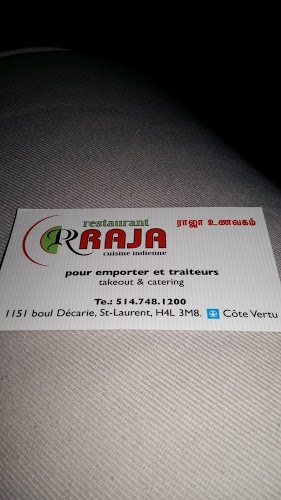 restaurant
RRAJA
cuisine indienne
ராஜா உணவகம்
pour emporter et traiteurs
takeout & catering
Te.: 514.748.1200
1151 boul Décarie, St-Laurent, H4L 3M8. Côte Vertu